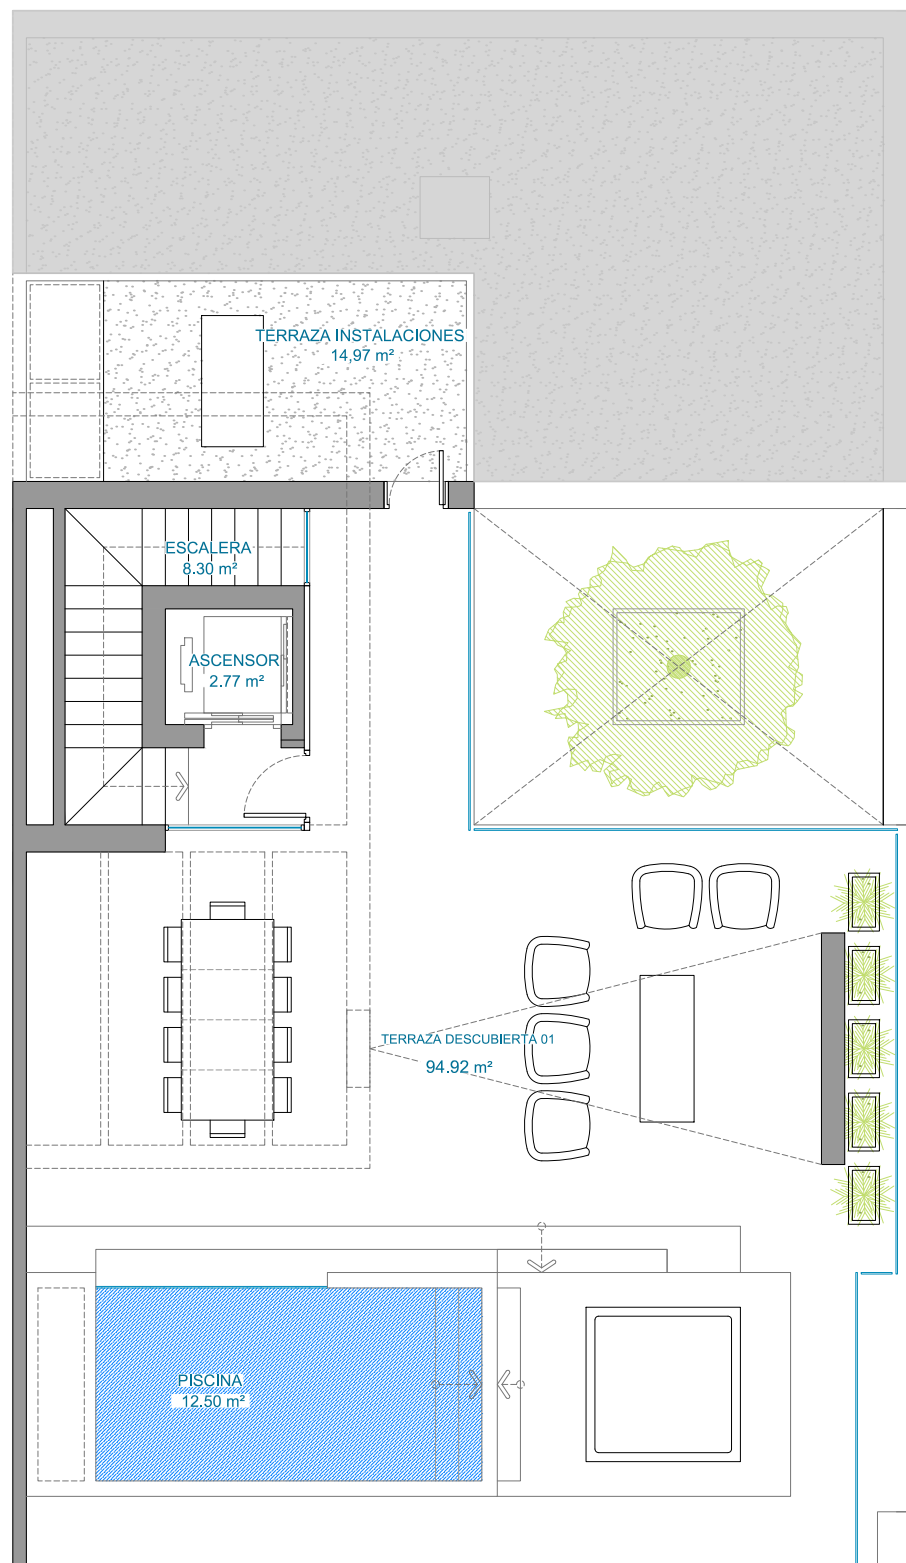 TERRAZA INSTALACIONES
14,97 m²
ESCALERA
8.30 m²
ASCENSOR
2.77 m²
TERRAZA DESCUBIERTA 01
94.92 m²
PISCINA
12.50 m²